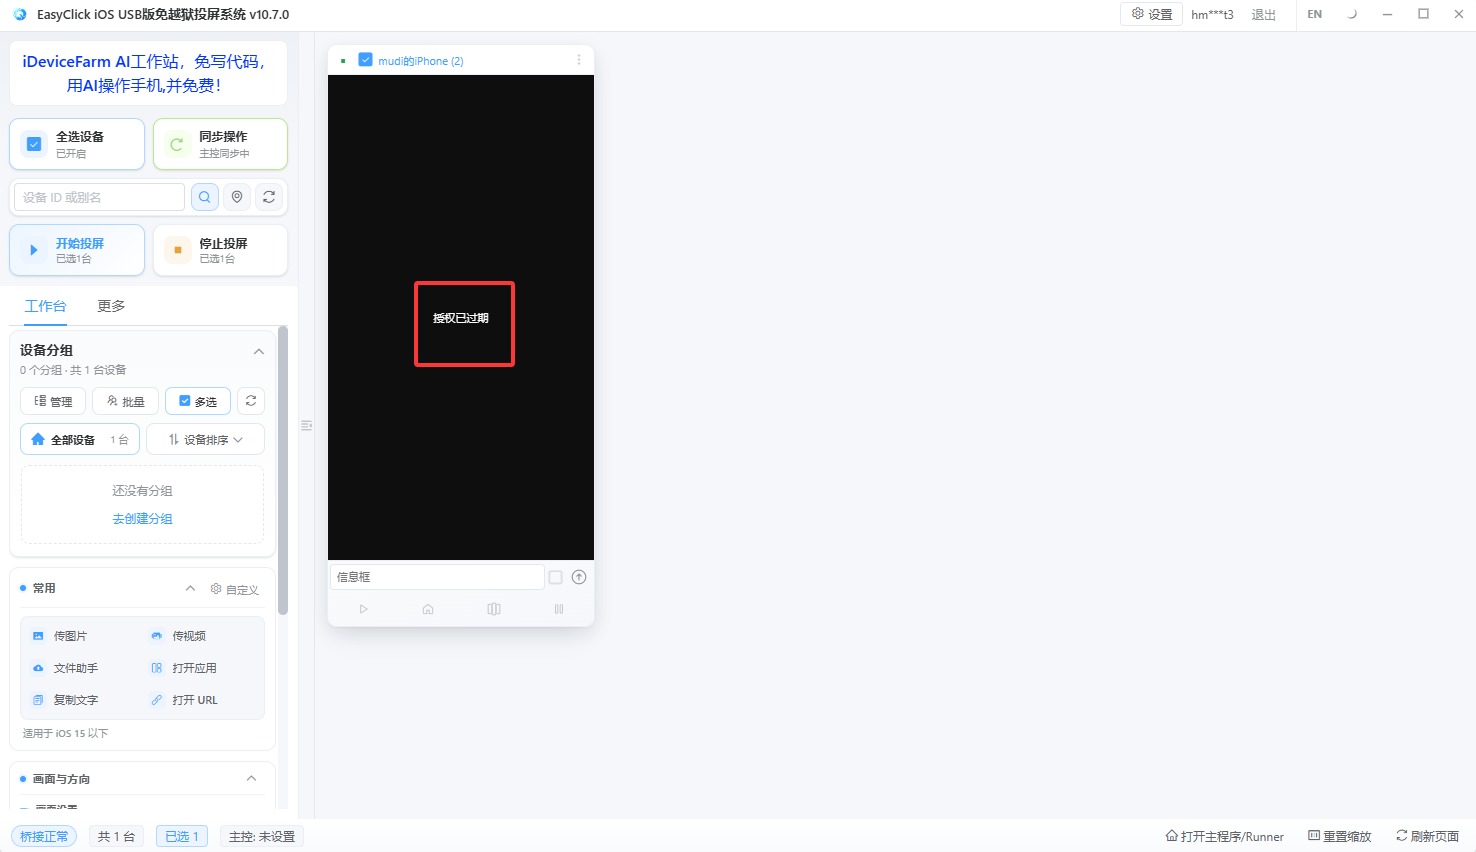 EasyClick iOS USB版免越狱投屏系统 v10.7.0
设置
hm***t3
退出
EN
iDeviceFarm AI工作站，免写代码，
用AI操作手机,并免费！
全选设备
已开启
同步操作
主控同步中
设备 ID 或别名
开始投屏
已选1台
停止投屏
已选1台
工作台
更多
设备分组
0 个分组 · 共 1 台设备
管理
批量
多选
全部设备
1 台
设备排序
还没有分组
去创建分组
常用
自定义
传图片
传视频
文件助手
打开应用
复制文字
打开 URL
适用于 iOS 15 以下
画面与方向
画面设置
mudi的iPhone (2)
授权已过期
信息框
桥接正常
共 1 台
已选 1
主控: 未设置
打开主程序/Runner
重置缩放
刷新页面